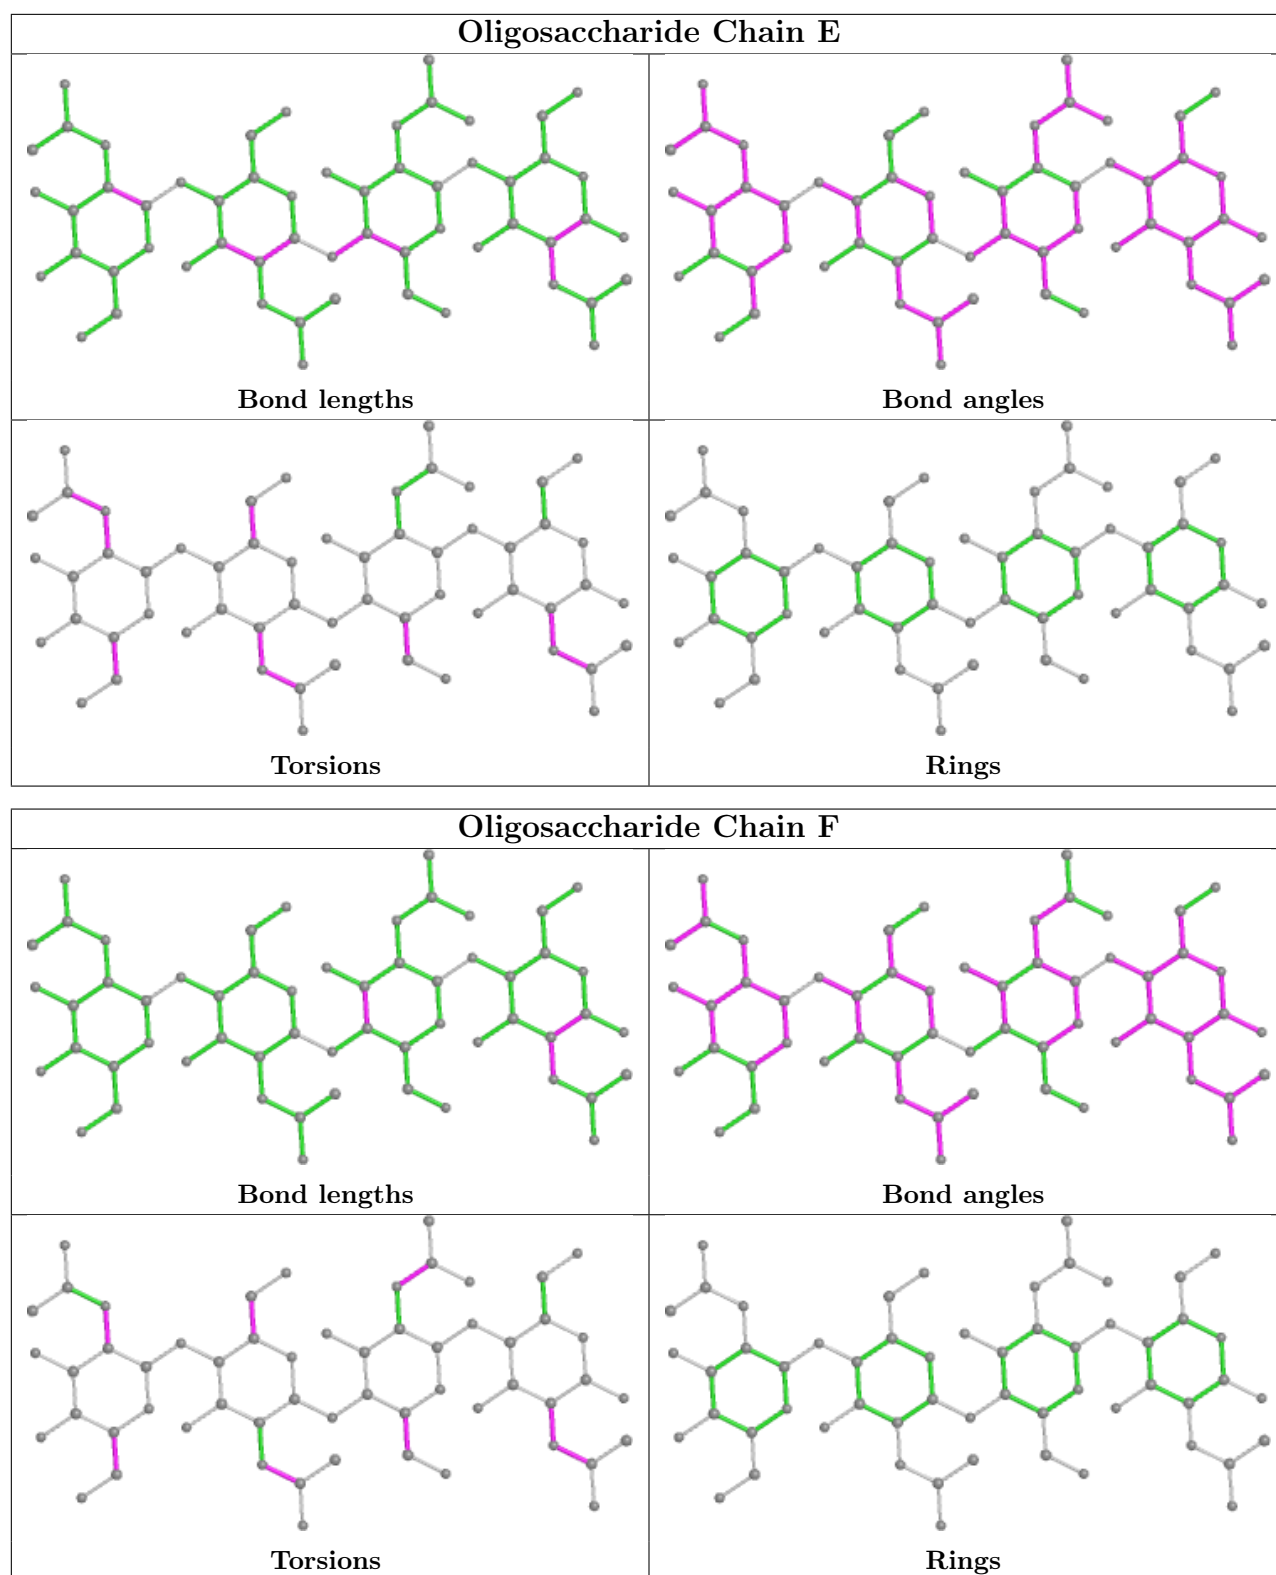 Oligosaccharide Chain E
Bond lengths
Bond angles
Torsions
Rings
Oligosaccharide Chain F
Bond lengths
Bond angles
Torsions
Rings